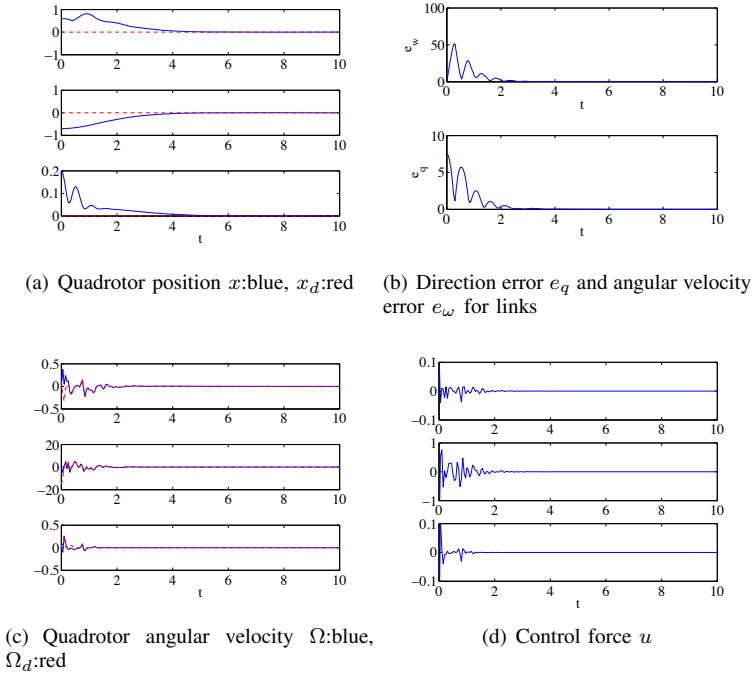 1
0
−1
0 2 4 6 8 10
1
0
−1
0 2 4 6 8 10
0.2
0.1
0
0 2 4 6 8 10
t
(a) Quadrotor position x:blue, x_d:red
100
50
0
e_w
0 2 4 6 8 10
t
10
5
0
e_q
0 2 4 6 8 10
t
(b) Direction error e_q and angular velocity
error e_ω for links
0.5
0
−0.5
0 2 4 6 8 10
20
0
−20
0 2 4 6 8 10
0.5
0
−0.5
0 2 4 6 8 10
t
(c) Quadrotor angular velocity Ω:blue,
Ω_d:red
0.1
0
−0.1
0 2 4 6 8 10
1
0
−1
0 2 4 6 8 10
0.1
0
−0.1
0 2 4 6 8 10
t
(d) Control force u